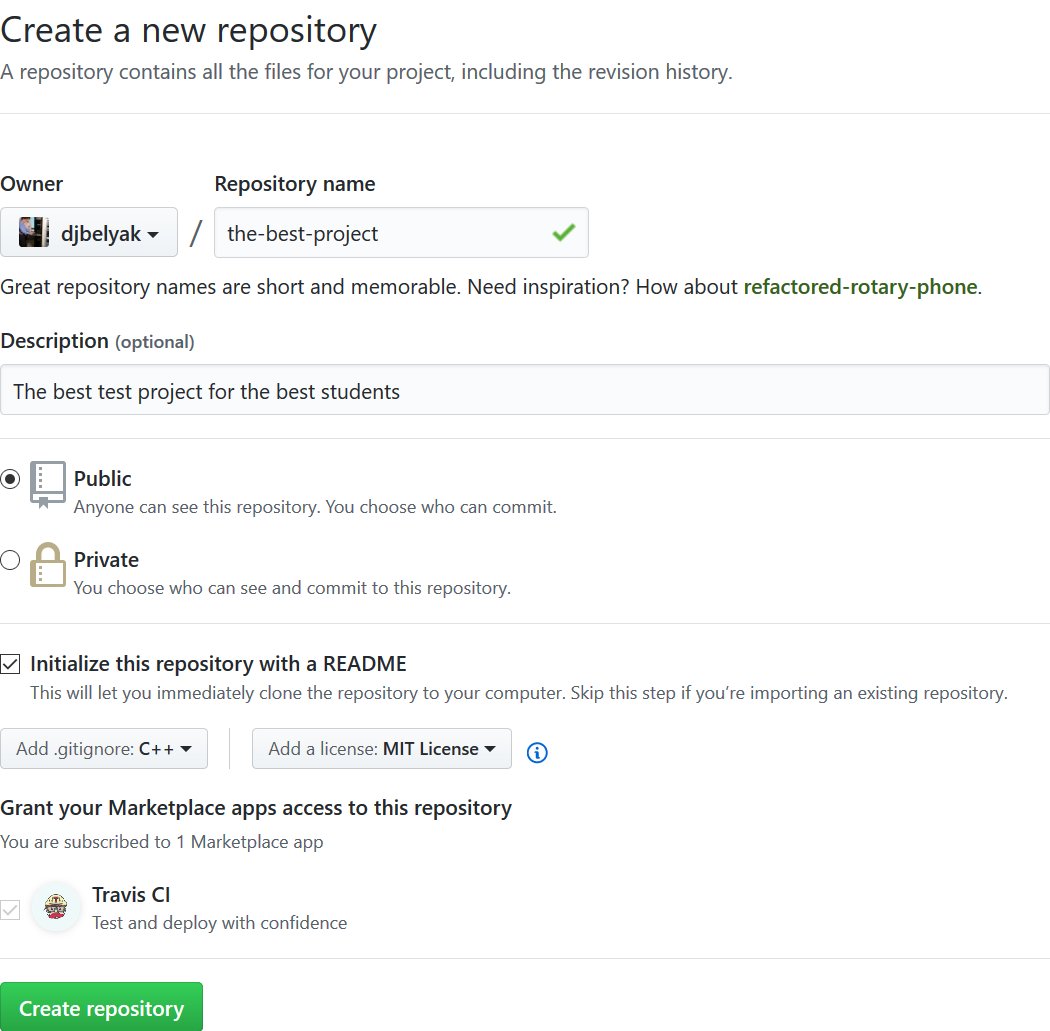 Create a new repository
A repository contains all the files for your project, including the revision history.
Owner
Repository name
djbelyak
/
the-best-project
Great repository names are short and memorable. Need inspiration? How about refactored-rotary-phone.
Description (optional)
The best test project for the best students
Public
Anyone can see this repository. You choose who can commit.
Private
You choose who can see and commit to this repository.
Initialize this repository with a README
This will let you immediately clone the repository to your computer. Skip this step if you’re importing an existing repository.
Add .gitignore: C++
Add a license: MIT License
Grant your Marketplace apps access to this repository
You are subscribed to 1 Marketplace app
Travis CI
Test and deploy with confidence
Create repository